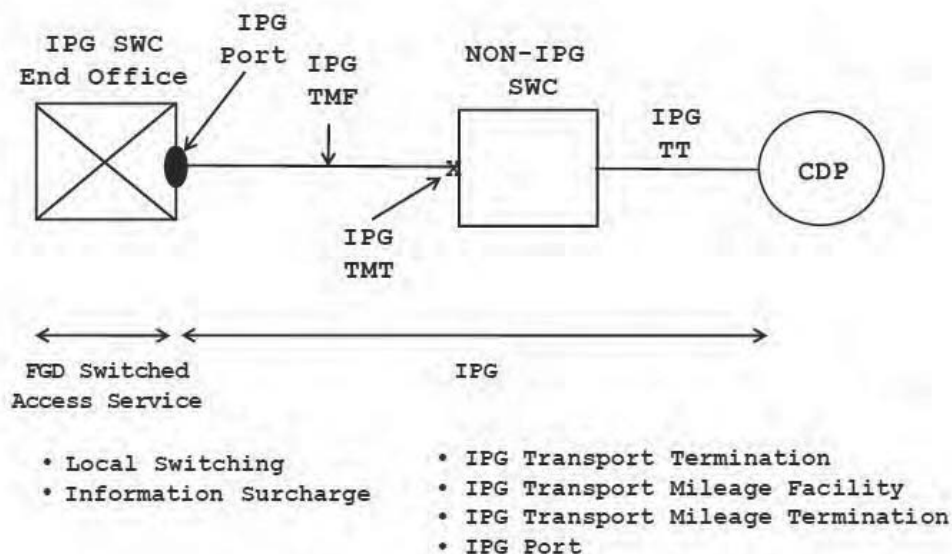 IPG SWC
End Office
IPG
Port
IPG
TMF
NON-IPG
SWC
IPG
TT
CDP
X
IPG
TMT
FGD Switched
Access Service
IPG
• Local Switching
• Information Surcharge
• IPG Transport Termination
• IPG Transport Mileage Facility
• IPG Transport Mileage Termination
• IPG Port